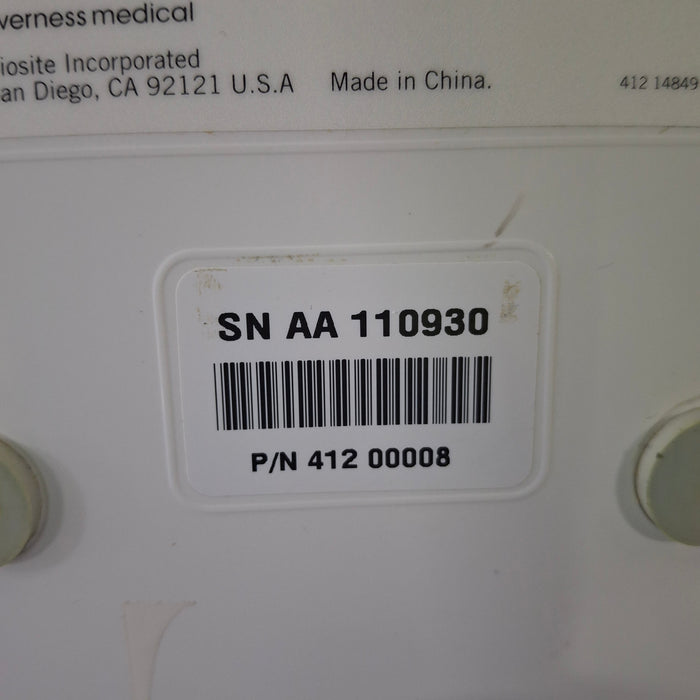 verness medical
iosite Incorporated
an Diego, CA 92121 U.S.A Made in China.
412 14849
SN AA 110930
P/N 412 00008